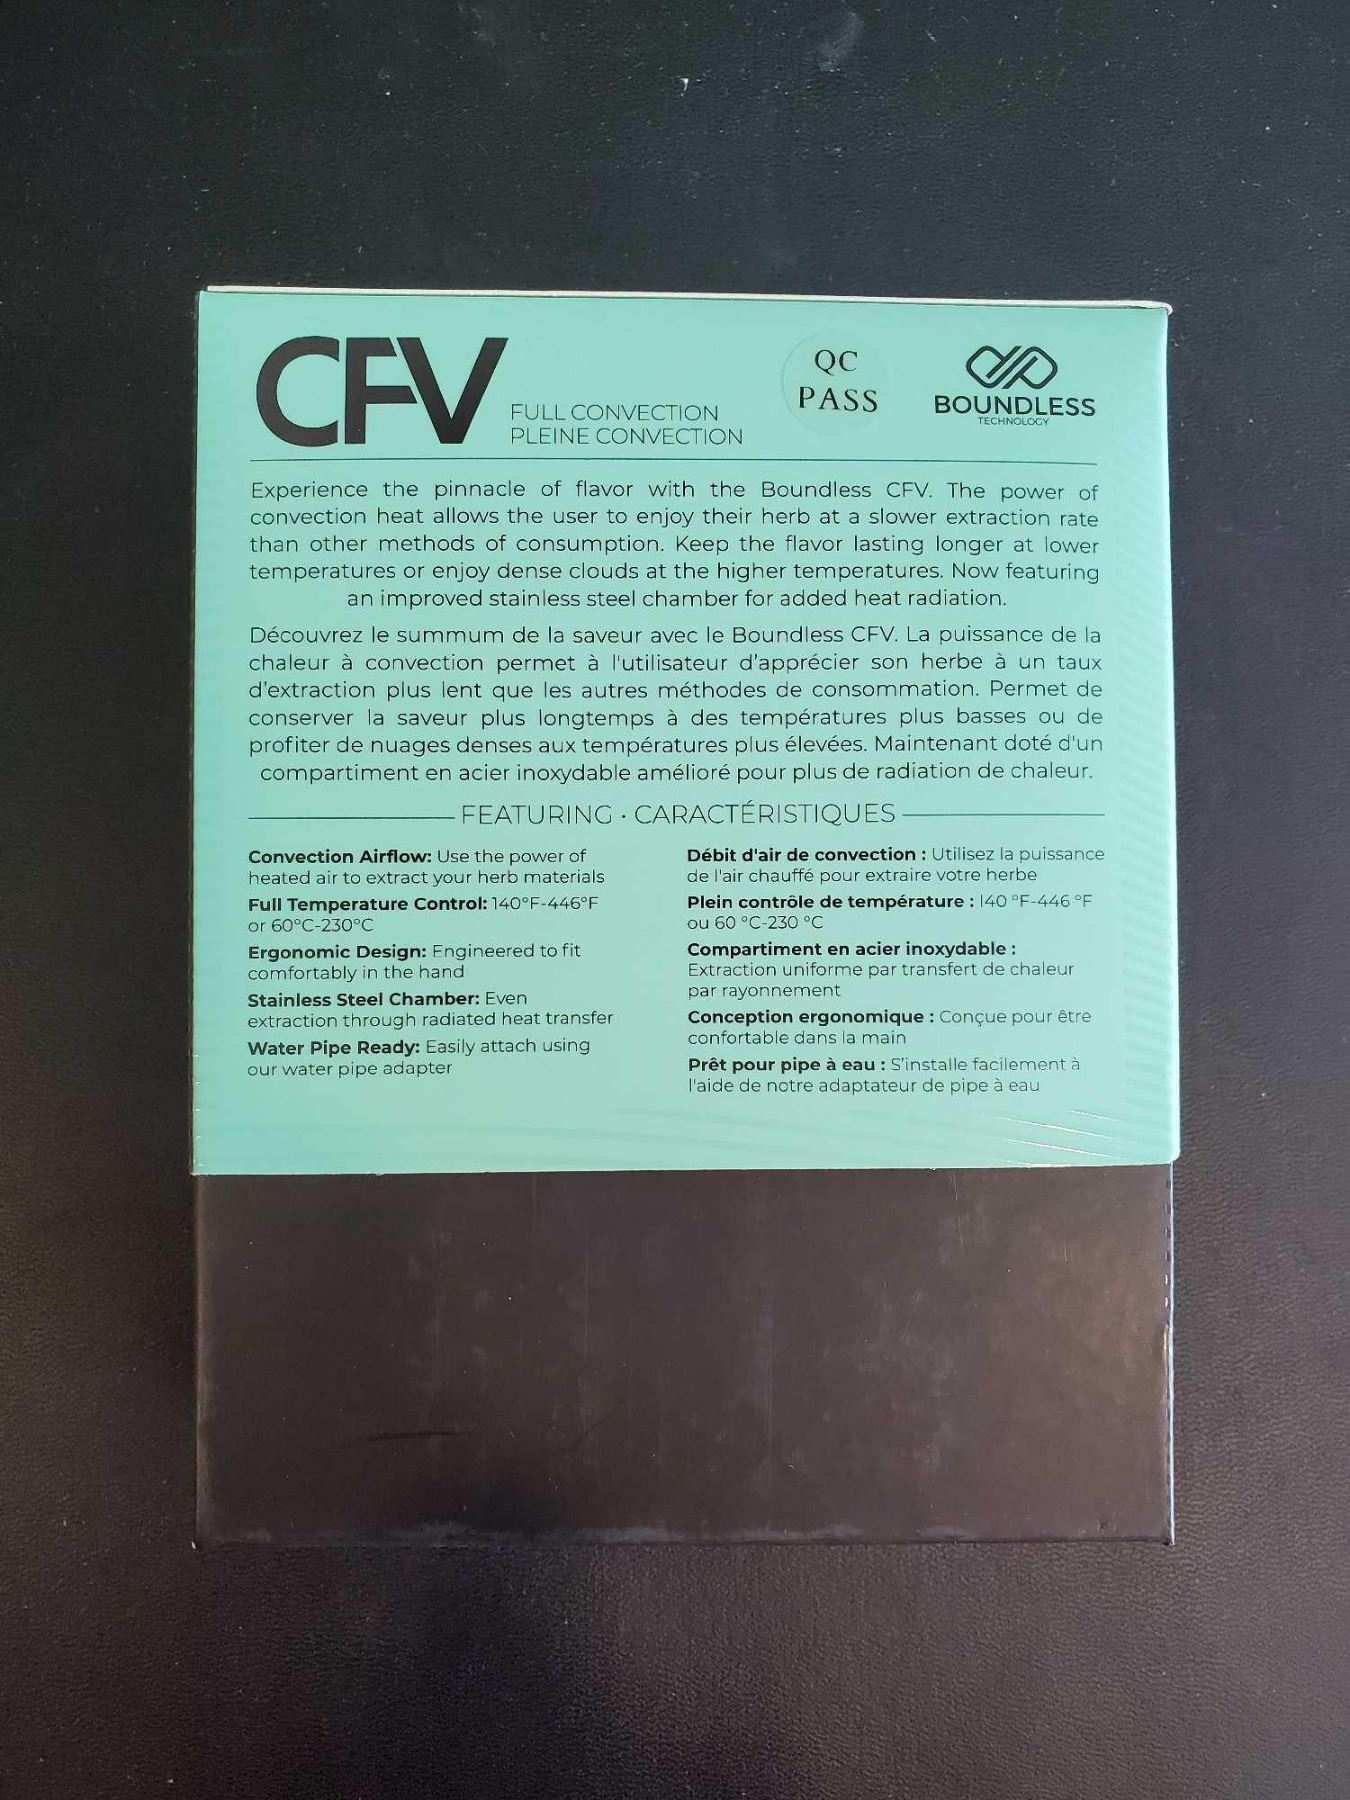 CFV
FULL CONVECTION
PLEINE CONVECTION
QC
PASS
BOUNDLESS
TECHNOLOGY
Experience the pinnacle of flavor with the Boundless CFV. The power of
convection heat allows the user to enjoy their herb at a slower extraction rate
than other methods of consumption. Keep the flavor lasting longer at lower
temperatures or enjoy dense clouds at the higher temperatures. Now featuring
an improved stainless steel chamber for added heat radiation.
Découvrez le summum de la saveur avec le Boundless CFV. La puissance de la
chaleur à convection permet à l'utilisateur d'apprécier son herbe à un taux
d'extraction plus lent que les autres méthodes de consommation. Permet de
conserver la saveur plus longtemps à des températures plus basses ou de
profiter de nuages denses aux températures plus élevées. Maintenant doté d'un
compartiment en acier inoxydable amélioré pour plus de radiation de chaleur.
FEATURING · CARACTÉRISTIQUES
Convection Airflow: Use the power of
heated air to extract your herb materials
Full Temperature Control: 140°F-446°F
or 60°C-230°C
Ergonomic Design: Engineered to fit
comfortably in the hand
Stainless Steel Chamber: Even
extraction through radiated heat transfer
Water Pipe Ready: Easily attach using
our water pipe adapter
Débit d'air de convection : Utilisez la puissance
de l'air chauffé pour extraire votre herbe
Plein contrôle de température : 140 °F-446 °F
ou 60 °C-230 °C
Compartiment en acier inoxydable :
Extraction uniforme par transfert de chaleur
par rayonnement
Conception ergonomique : Conçue pour être
confortable dans la main
Prêt pour pipe à eau : S'installe facilement à
l'aide de notre adaptateur de pipe à eau